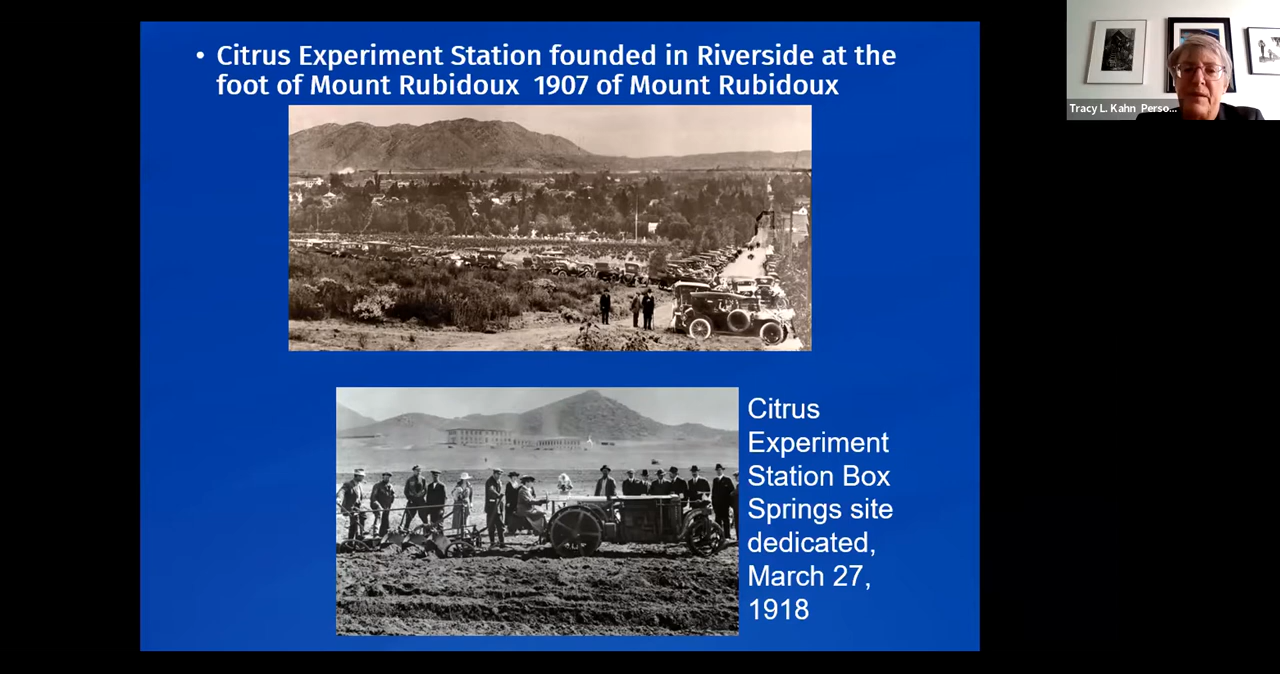 • Citrus Experiment Station founded in Riverside at the
foot of Mount Rubidoux 1907 of Mount Rubidoux
Citrus
Experiment
Station Box
Springs site
dedicated,
March 27,
1918
Tracy L. Kahn_Perso...